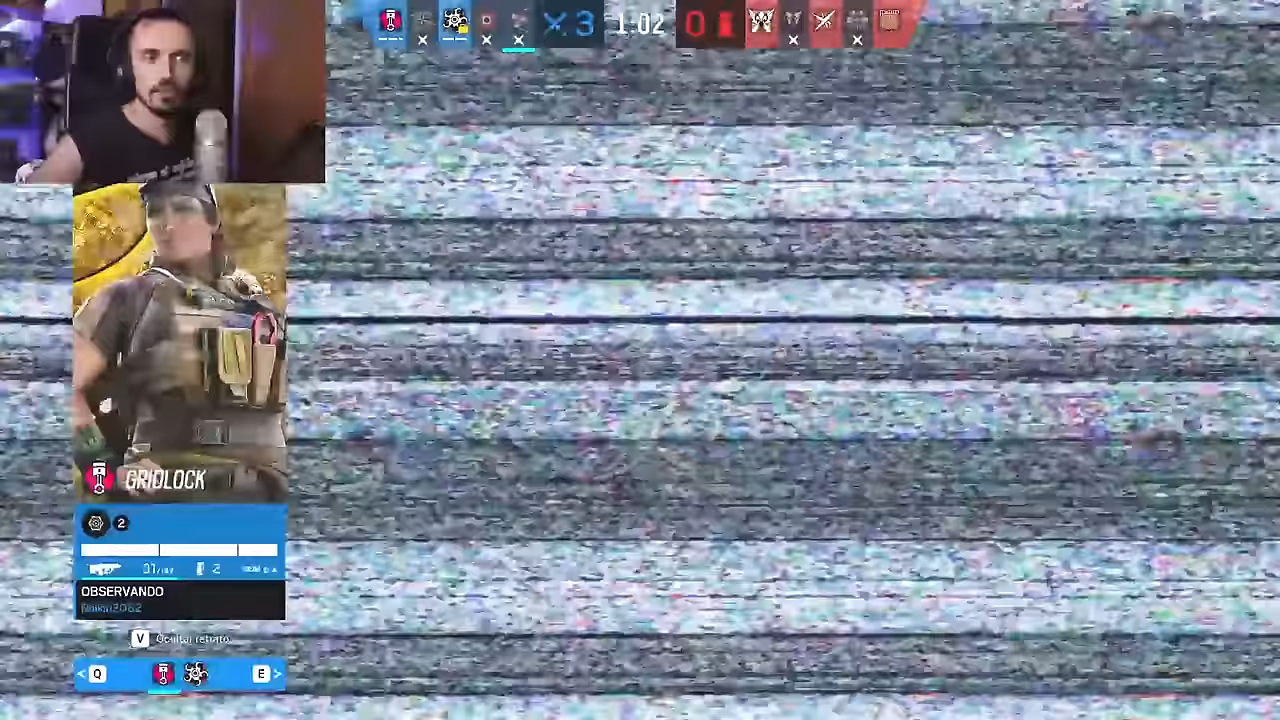 3 1:02 0
GRIDLOCK
2
2
OBSERVANDO
V Ocultar retrato
< Q E >